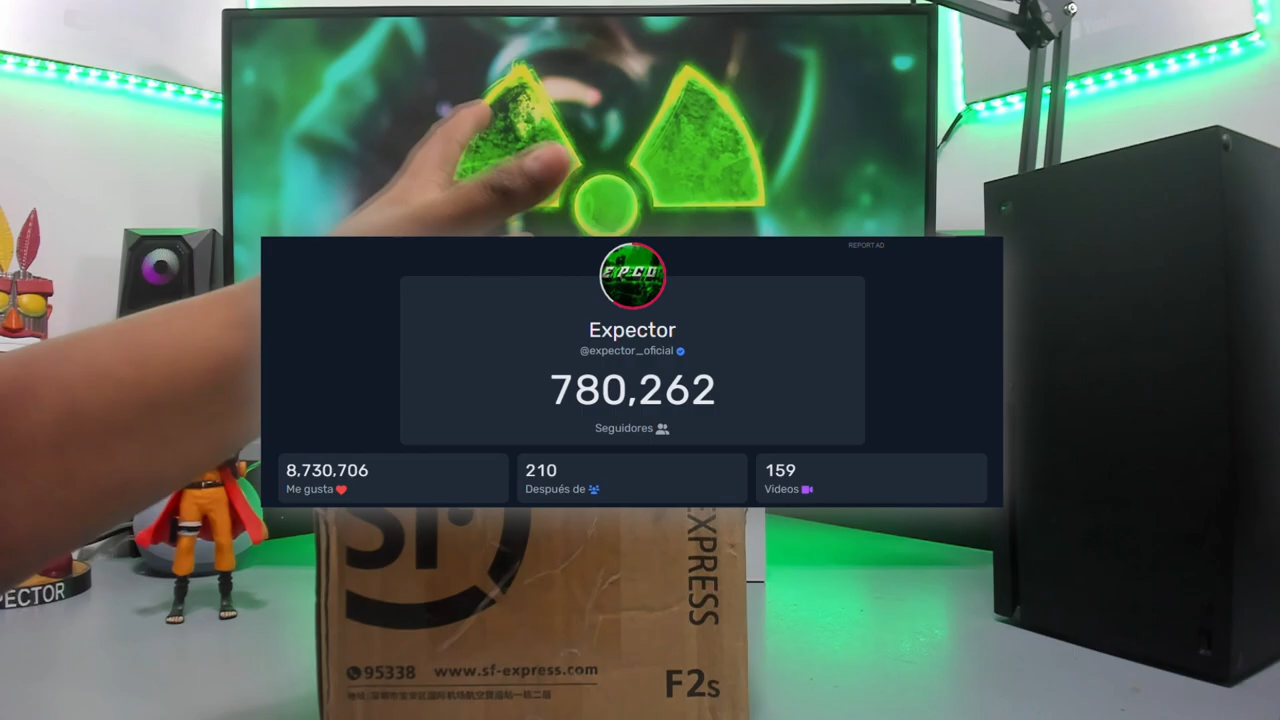 REPORT AD
EPCO
Expector
@expector_oficial
780,262
Seguidores
8,730,706
Me gusta
210
Después de
159
Videos
SF
EXPRESS
PECTOR
95338 www.sf-express.com
F2s